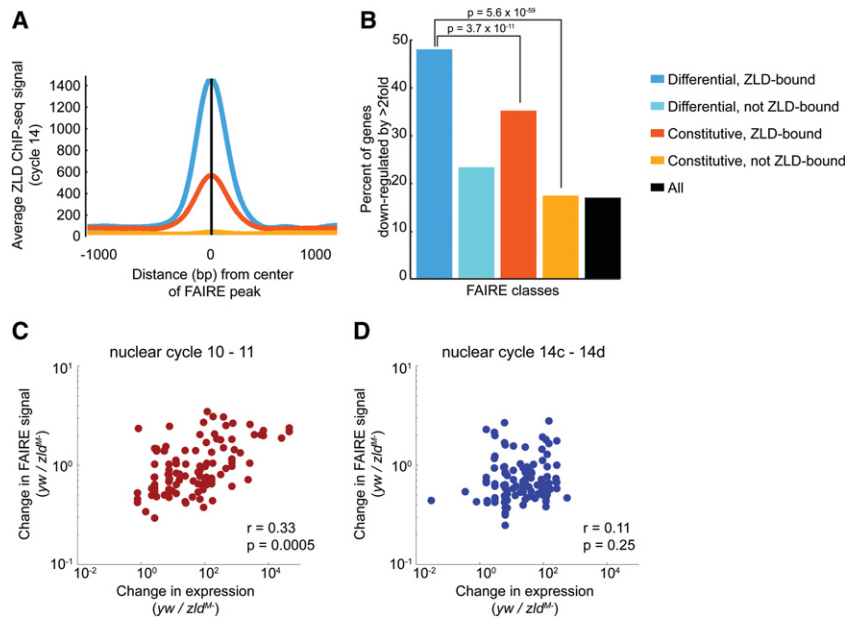 A
Average ZLD ChIP-seq signal
(cycle 14)
1400
1200
1000
800
600
400
200
0
-1000
0
1000
Distance (bp) from center
of FAIRE peak
B
p = 5.6 x 10-59
p = 3.7 x 10-11
Percent of genes
down-regulated by >2fold
50
40
30
20
10
0
FAIRE classes
Differential, ZLD-bound
Differential, not ZLD-bound
Constitutive, ZLD-bound
Constitutive, not ZLD-bound
All
C
nuclear cycle 10 - 11
Change in FAIRE signal
(yw / zldM-)
101
100
10-1
r = 0.33
p = 0.0005
10-2
100
102
104
Change in expression
(yw / zldM-)
D
nuclear cycle 14c - 14d
Change in FAIRE signal
(yw / zldM-)
101
100
10-1
r = 0.11
p = 0.25
10-2
100
102
104
Change in expression
(yw / zldM-)